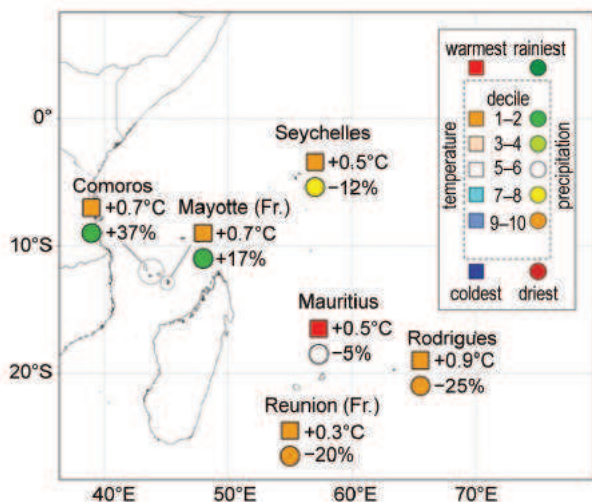 warmest rainiest
decile
1–2
3–4
5–6
7–8
9–10
temperature
precipitation
coldest driest
0°
10°S
20°S
Seychelles
+0.5°C
−12%
Comoros
+0.7°C
+37%
Mayotte (Fr.)
+0.7°C
+17%
Mauritius
+0.5°C
−5%
Rodrigues
+0.9°C
−25%
Reunion (Fr.)
+0.3°C
−20%
40°E 50°E 60°E 70°E